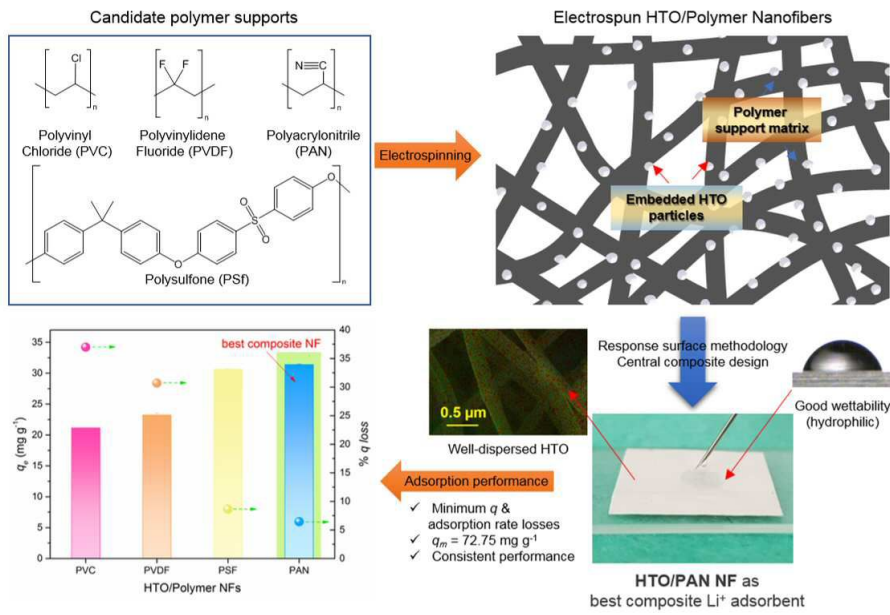 Candidate polymer supports
Cl
n
Polyvinyl
Chloride (PVC)
F F
n
Polyvinylidene
Fluoride (PVDF)
N C
n
Polyacrylonitrile
(PAN)
O
S
O
O
O
n
Polysulfone (PSf)
Electrospinning
Electrospun HTO/Polymer Nanofibers
Polymer
support matrix
Embedded HTO
particles
Response surface methodology
Central composite design
Good wettability
(hydrophilic)
0.5 µm
Well-dispersed HTO
HTO/PAN NF as
best composite Li⁺ adsorbent
Adsorption performance
✓ Minimum q &
adsorption rate losses
✓ qₘ = 72.75 mg g⁻¹
✓ Consistent performance
best composite NF
qₑ (mg g⁻¹)
35
30
25
20
15
10
5
0
% q loss
40
35
30
25
20
15
10
5
0
PVC PVDF PSF PAN
HTO/Polymer NFs